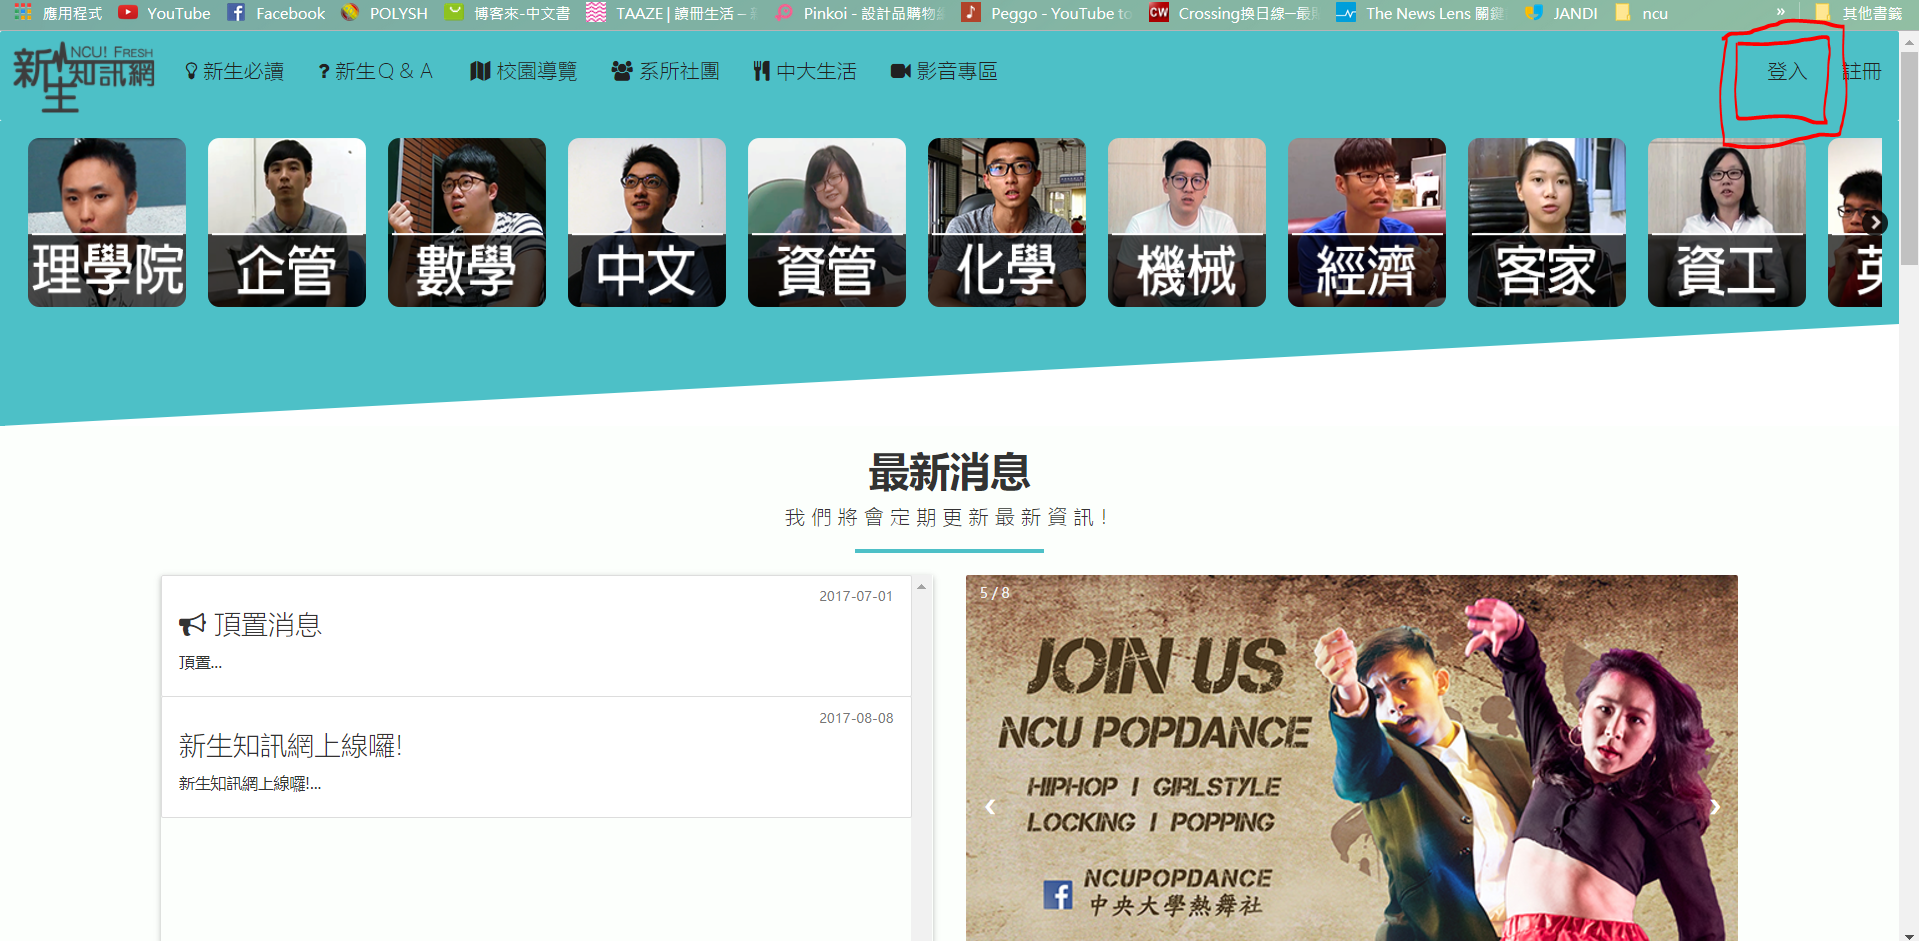 應用程式 YouTube Facebook POLYSH 博客來-中文書 TAAZE | 讀冊生活 – Pinkoi - 設計品購物 Peggo - YouTube to Crossing換日線─最 The News Lens 關鍵 JANDI ncu » 其他書籤
NCU! FRESH
新生知訊網
新生必讀 ? 新生Q & A 校園導覽 系所社團 中大生活 影音專區 登入 註冊
理學院 企管 數學 中文 資管 化學 機械 經濟 客家 資工 英
最新消息
我們將會定期更新最新資訊!
2017-07-01
頂置消息
頂置...
2017-08-08
新生知訊網上線囉!
新生知訊網上線囉!...
5 / 8
JOIN US
NCU POPDANCE
HIPHOP | GIRLSTYLE
LOCKING | POPPING
NCUPOPDANCE
中央大學熱舞社